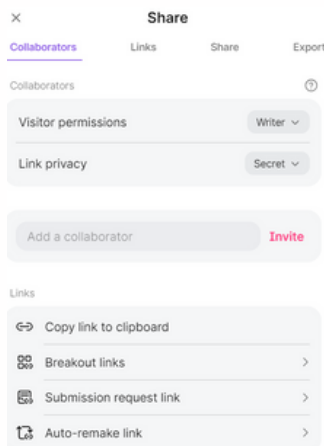 Share
Collaborators Links Share Export
Collaborators
Visitor permissions Writer
Link privacy Secret
Add a collaborator Invite
Links
Copy link to clipboard
Breakout links
Submission request link
Auto-remake link